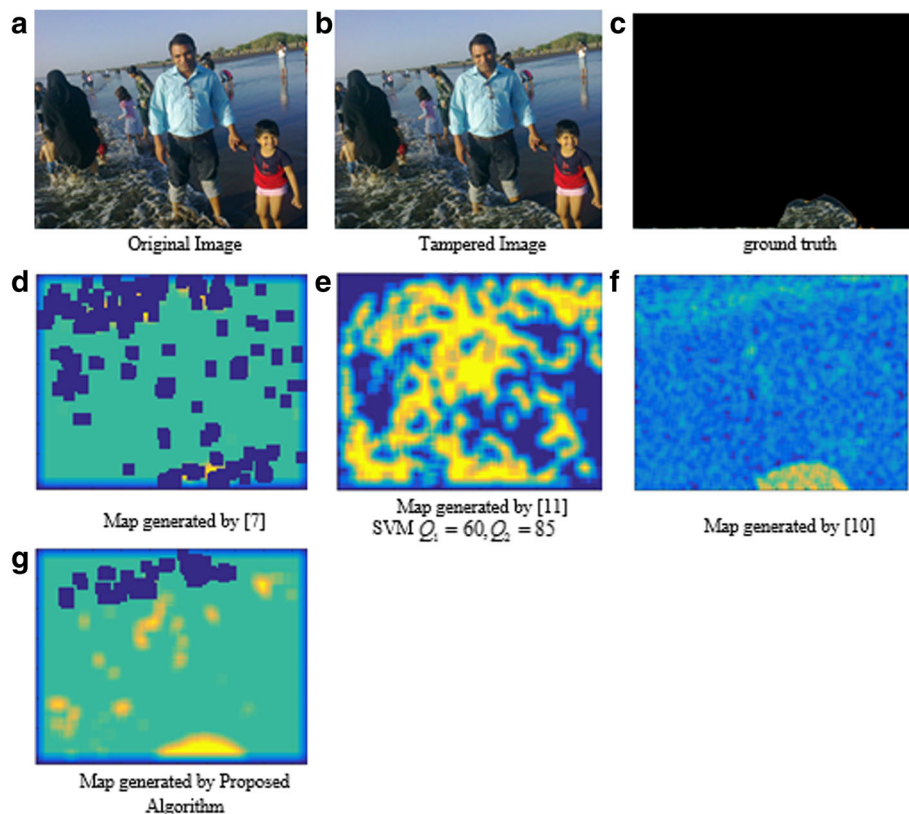 a
b
c
Original Image
Tampered Image
ground truth
d
e
f
Map generated by [7]
Map generated by [11]
SVM Q₁ = 60, Q₂ = 85
Map generated by [10]
g
Map generated by Proposed
Algorithm